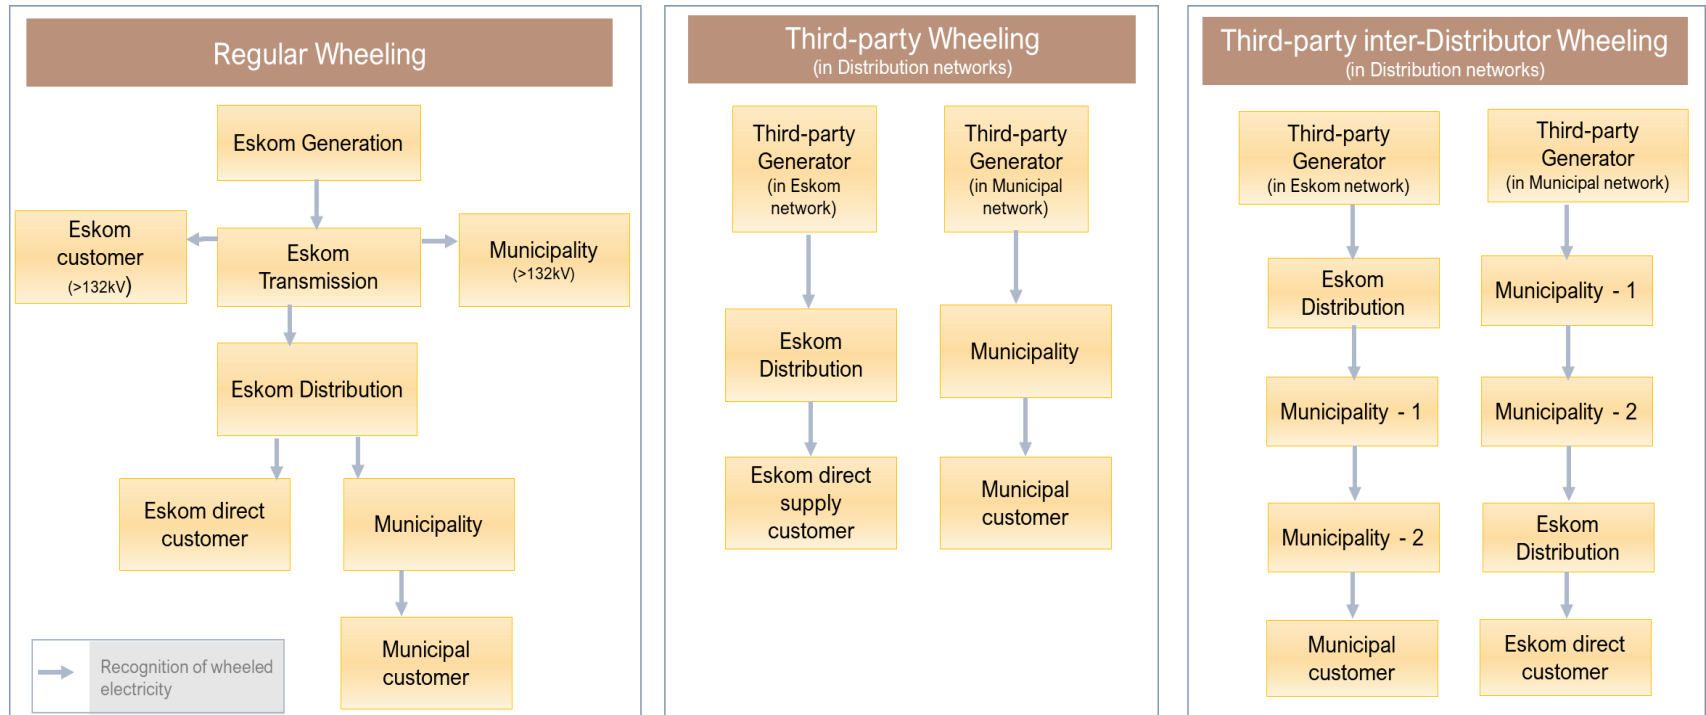 Regular Wheeling
Eskom Generation
Eskom
customer
(>132kV)
Eskom
Transmission
Municipality
(>132kV)
Eskom Distribution
Eskom direct
customer
Municipality
Municipal
customer
Recognition of wheeled
electricity
Third-party Wheeling
(in Distribution networks)
Third-party
Generator
(in Eskom
network)
Eskom
Distribution
Eskom direct
supply
customer
Third-party
Generator
(in Municipal
network)
Municipality
Municipal
customer
Third-party inter-Distributor Wheeling
(in Distribution networks)
Third-party
Generator
(in Eskom network)
Eskom
Distribution
Municipality - 1
Municipality - 2
Municipal
customer
Third-party
Generator
(in Municipal network)
Municipality - 1
Municipality - 2
Eskom
Distribution
Eskom direct
customer